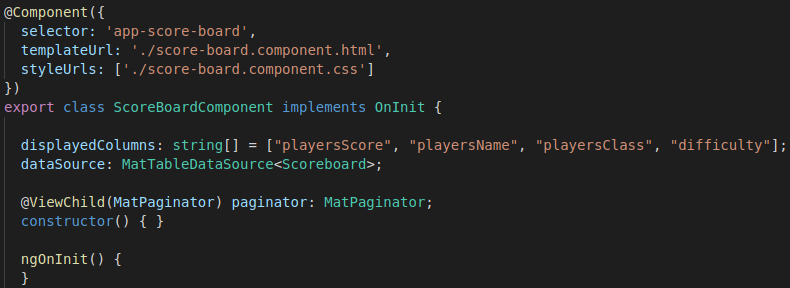 @Component({
  selector: 'app-score-board',
  templateUrl: './score-board.component.html',
  styleUrls: ['./score-board.component.css']
})
export class ScoreBoardComponent implements OnInit {

  displayedColumns: string[] = ["playersScore", "playersName", "playersClass", "difficulty"];
  dataSource: MatTableDataSource<Scoreboard>;

  @ViewChild(MatPaginator) paginator: MatPaginator;
  constructor() { }

  ngOnInit() {
  }